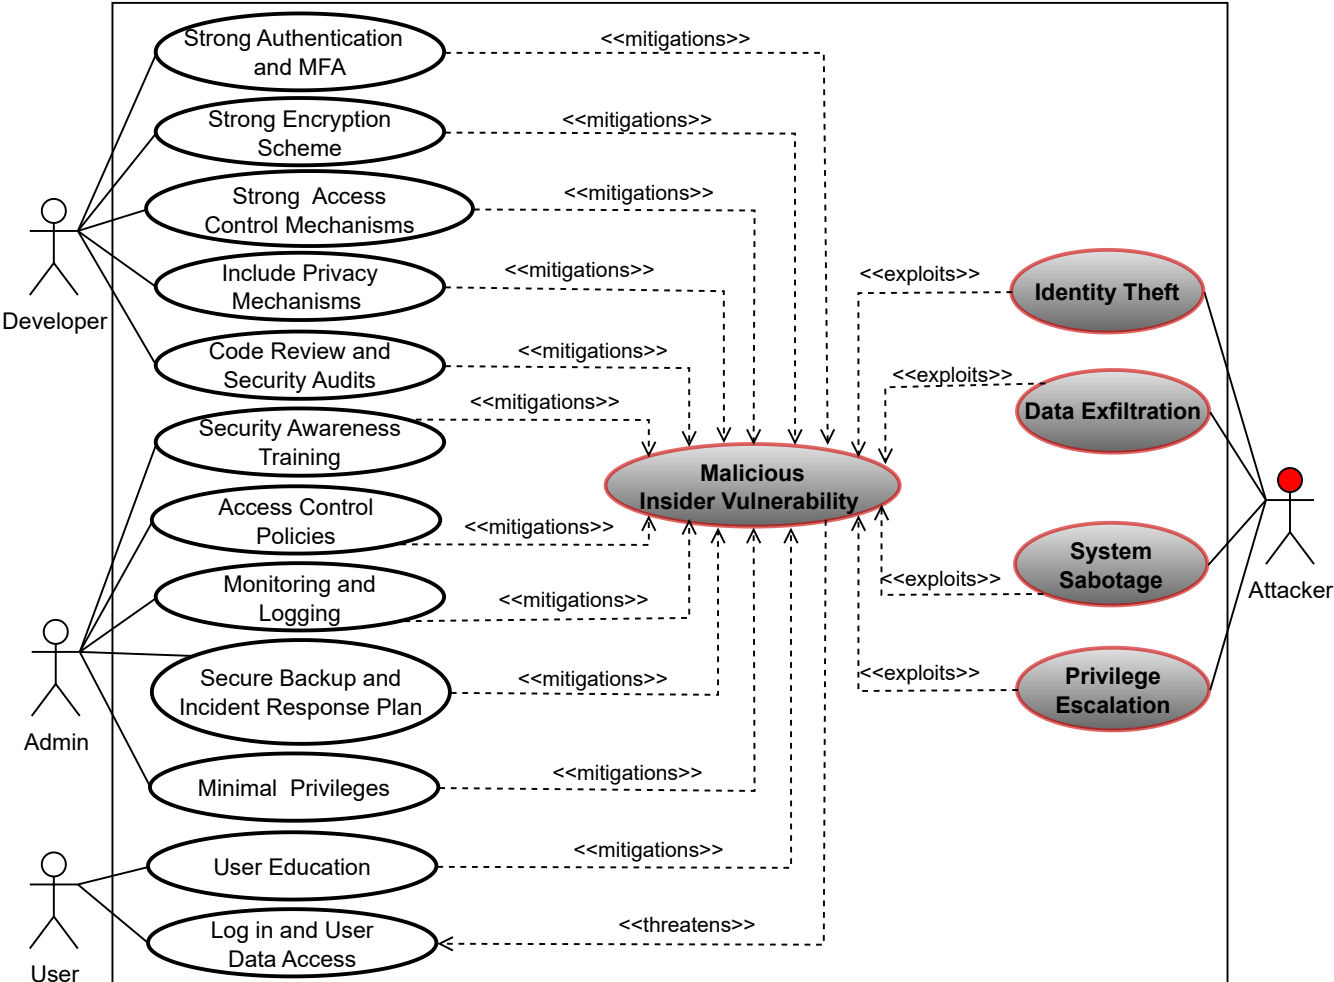 Strong Authentication
and MFA
<<mitigations>>
Strong Encryption
Scheme
<<mitigations>>
Strong  Access
Control Mechanisms
<<mitigations>>
Include Privacy
Mechanisms
<<mitigations>>
Code Review and
Security Audits
<<mitigations>>
Developer
Security Awareness
Training
<<mitigations>>
Access Control
Policies
<<mitigations>>
Monitoring and
Logging
<<mitigations>>
Secure Backup and
Incident Response Plan
<<mitigations>>
Minimal  Privileges
<<mitigations>>
Admin
User Education
<<mitigations>>
Log in and User
Data Access
<<threatens>>
User
Malicious
Insider Vulnerability
<<exploits>>
Identity Theft
<<exploits>>
Data Exfiltration
<<exploits>>
System
Sabotage
<<exploits>>
Privilege
Escalation
Attacker